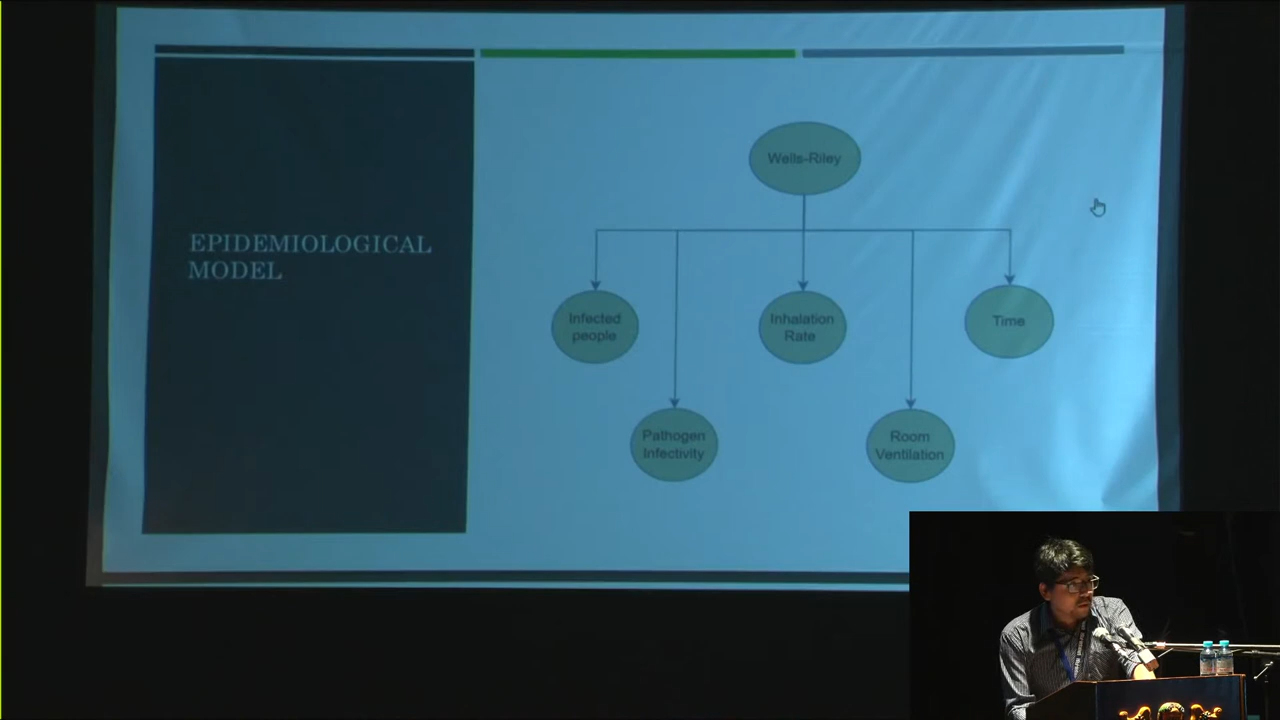 EPIDEMIOLOGICAL
MODEL
Wells-Riley
Infected
people
Inhalation
Rate
Time
Pathogen
Infectivity
Room
Ventilation